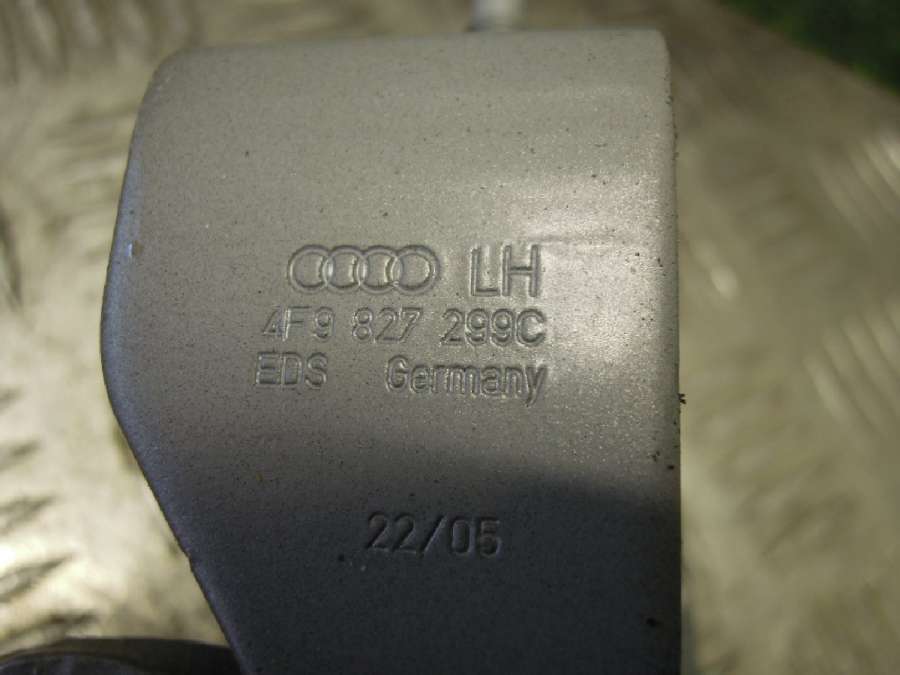 LH
4F9 827 299C
EDS Germany
22/05